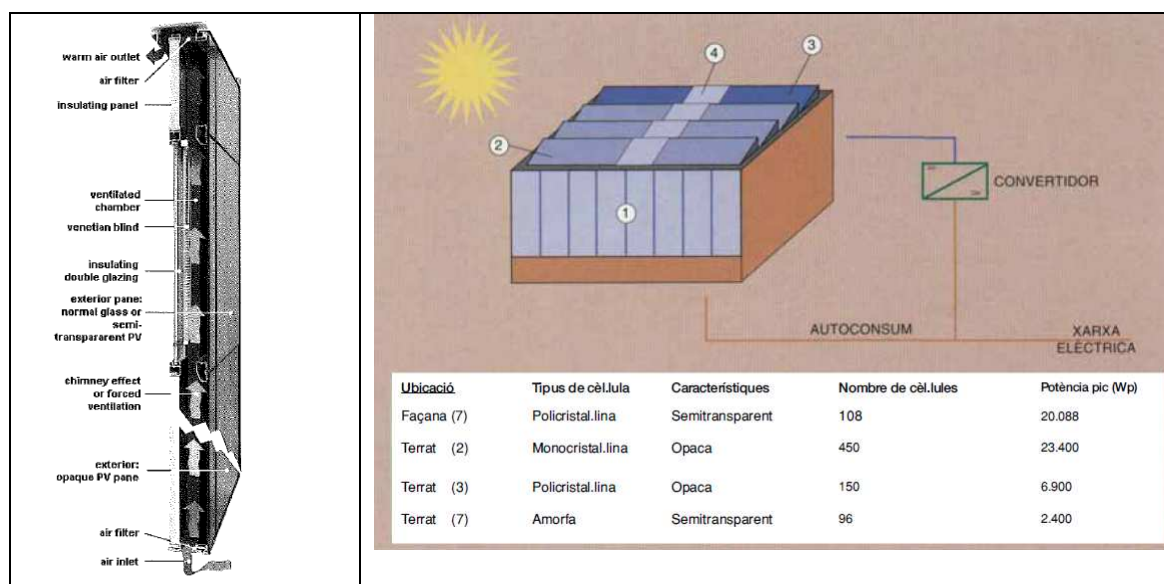 warm air outlet
air filter
insulating panel
ventilated
chamber
venetian blind
insulating
double glazing
exterior pane:
normal glass or
semi-
transpararent PV
chimney effect
or forced
ventilation
exterior:
opaque PV pane
air filter
air inlet
4
3
2
1
CONVERTIDOR
AUTOCONSUM
XARXA
ELÈCTRICA
Ubicació Tipus de cèl.lula Característiques Nombre de cèl.lules Potència pic (Wp)
Façana (7) Policristal.lina Semitransparent 108 20.088
Terrat (2) Monocristal.lina Opaca 450 23.400
Terrat (3) Policristal.lina Opaca 150 6.900
Terrat (7) Amorfa Semitransparent 96 2.400